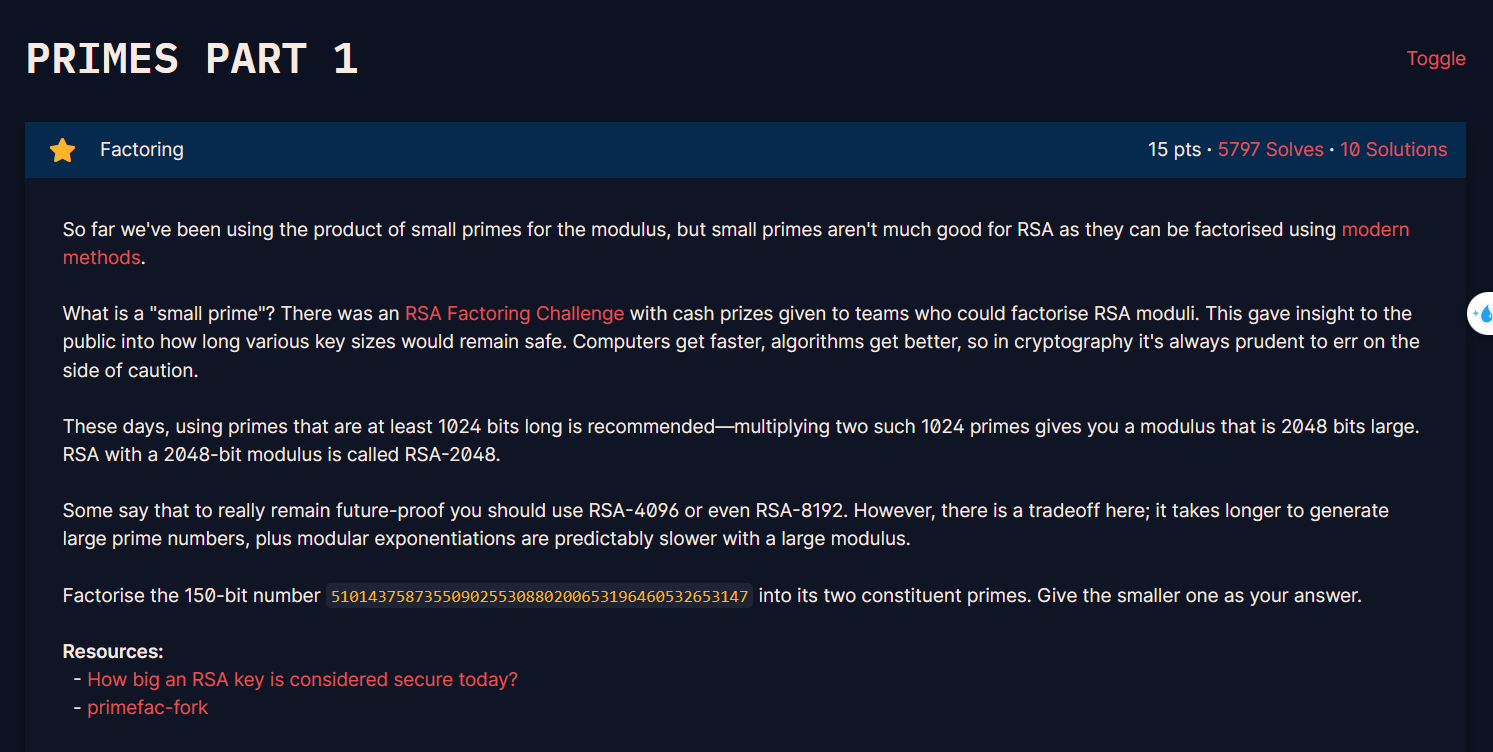 PRIMES PART 1
Toggle
Factoring
15 pts · 5797 Solves · 10 Solutions
So far we've been using the product of small primes for the modulus, but small primes aren't much good for RSA as they can be factorised using modern
methods.
What is a "small prime"? There was an RSA Factoring Challenge with cash prizes given to teams who could factorise RSA moduli. This gave insight to the
public into how long various key sizes would remain safe. Computers get faster, algorithms get better, so in cryptography it's always prudent to err on the
side of caution.
These days, using primes that are at least 1024 bits long is recommended—multiplying two such 1024 primes gives you a modulus that is 2048 bits large.
RSA with a 2048-bit modulus is called RSA-2048.
Some say that to really remain future-proof you should use RSA-4096 or even RSA-8192. However, there is a tradeoff here; it takes longer to generate
large prime numbers, plus modular exponentiations are predictably slower with a large modulus.
Factorise the 150-bit number 510143758735509025530880200653196460532653147 into its two constituent primes. Give the smaller one as your answer.
Resources:
- How big an RSA key is considered secure today?
- primefac-fork